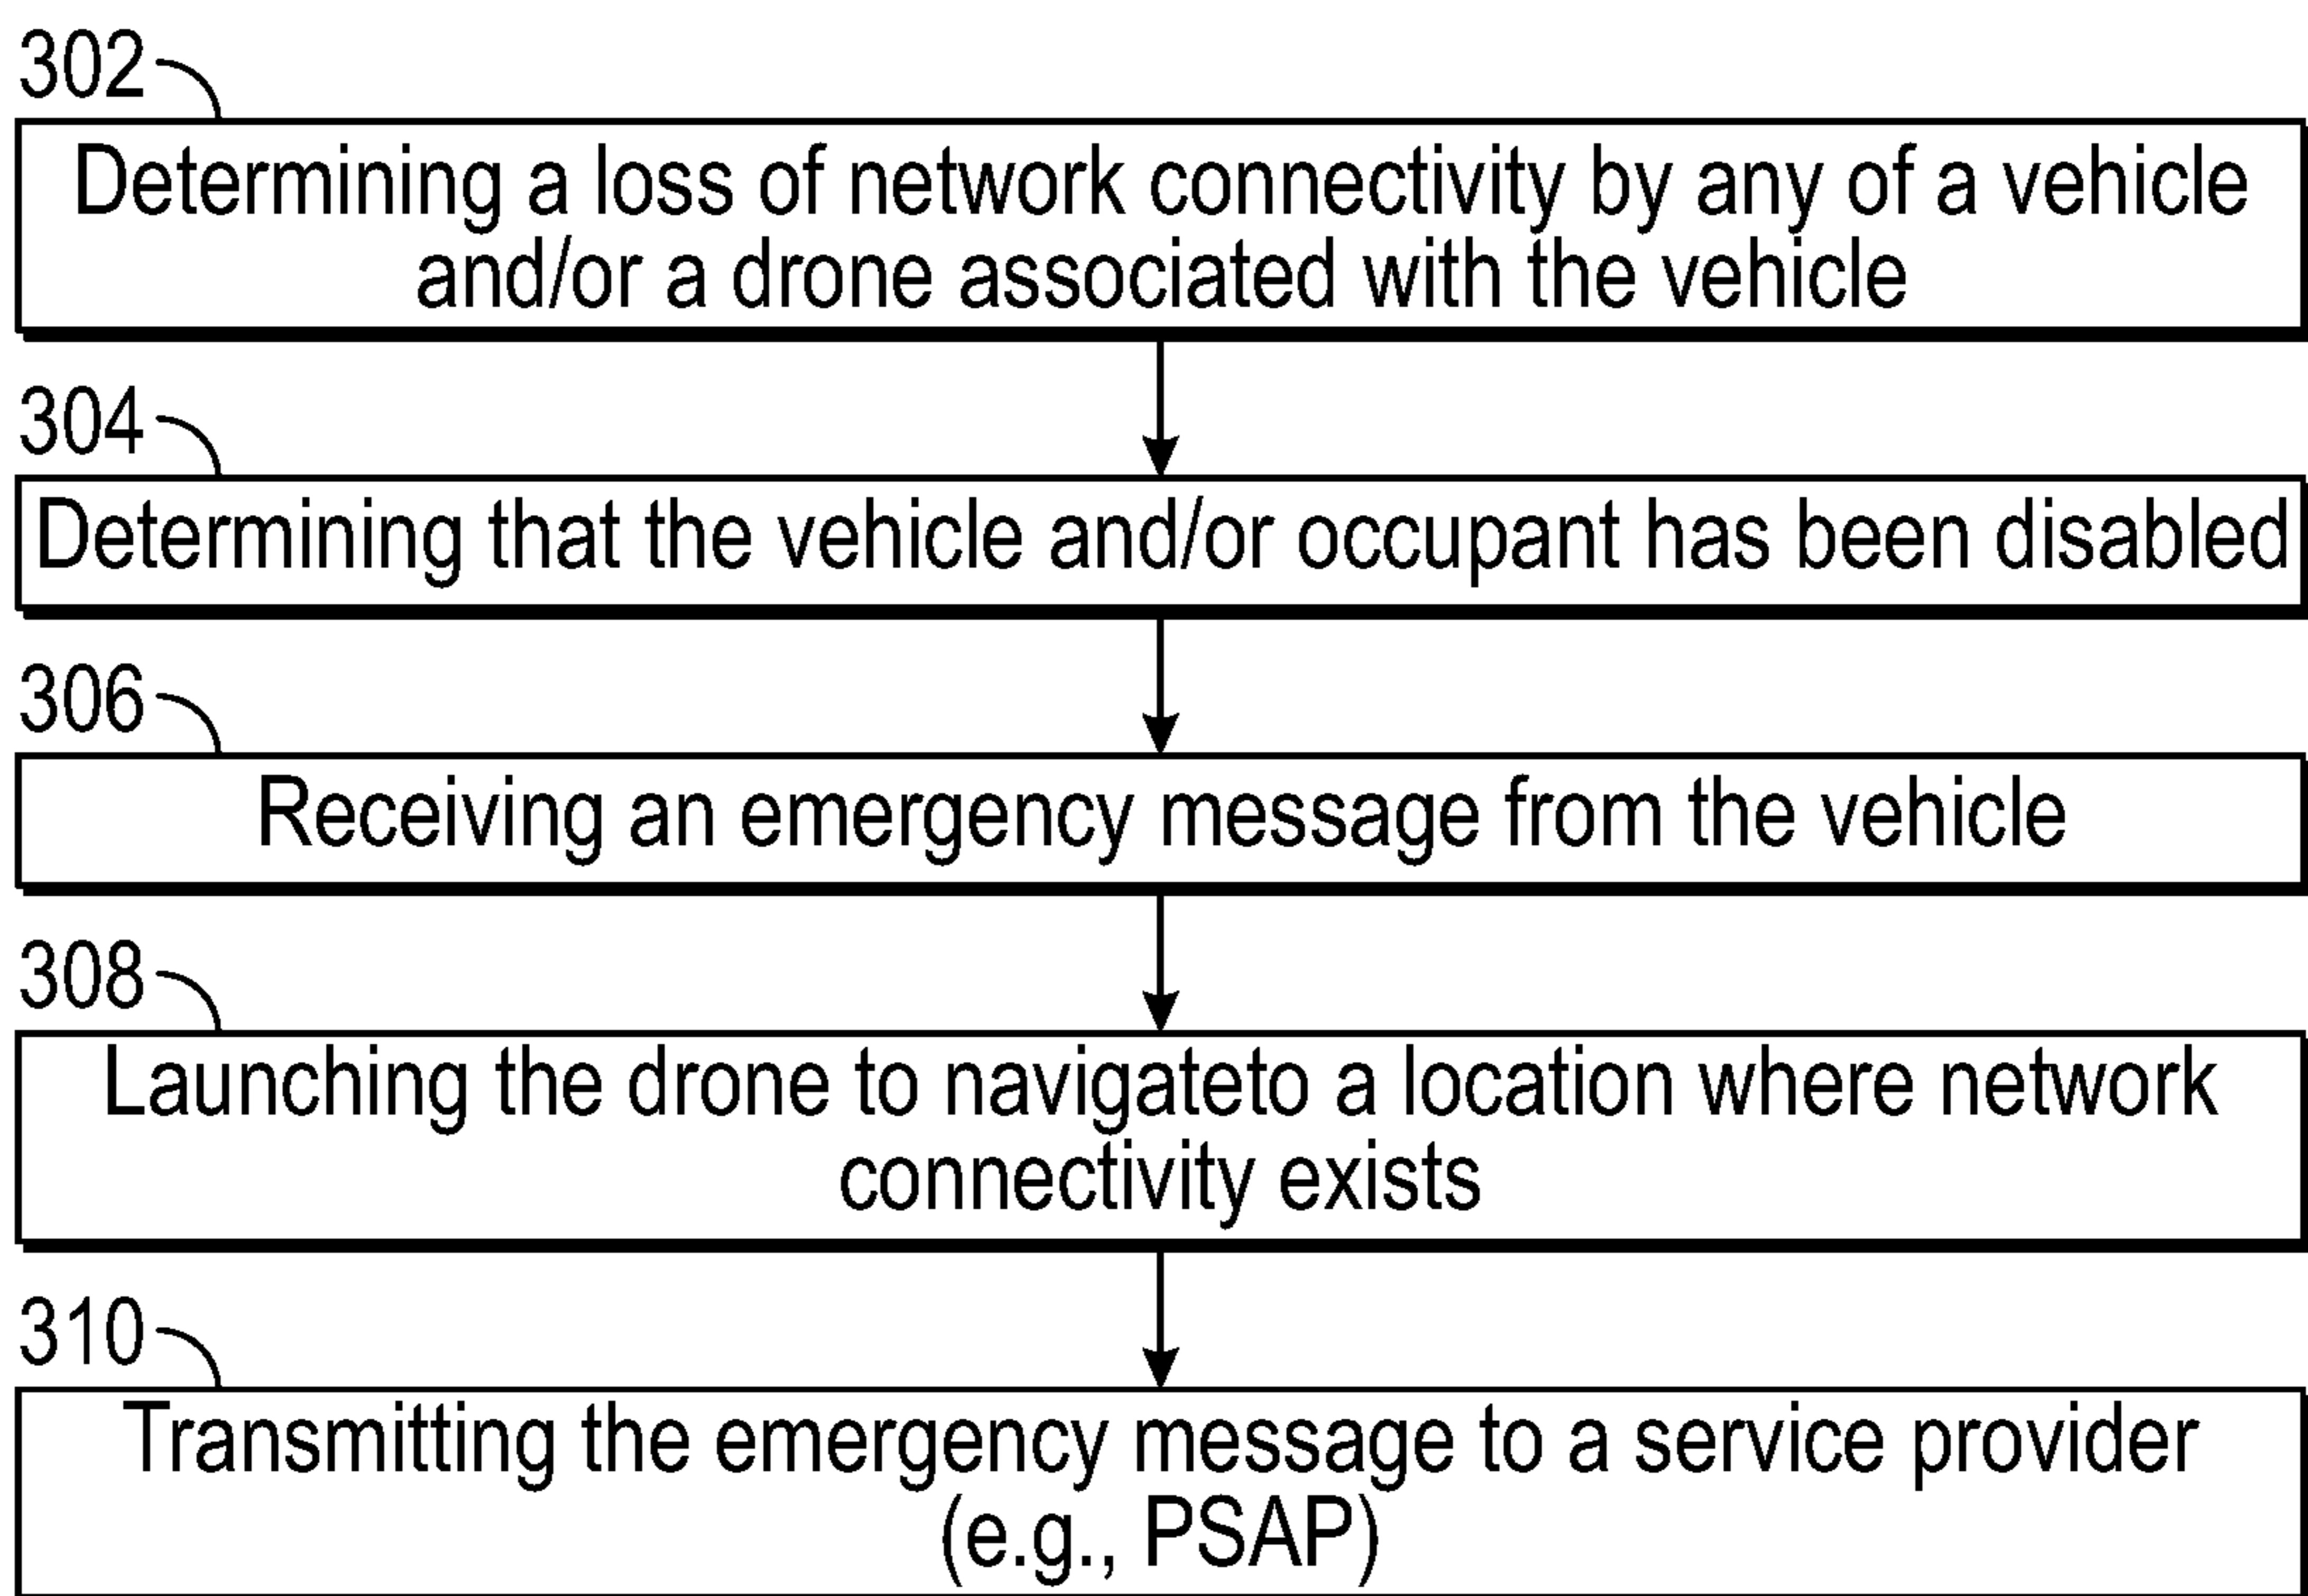 302
Determining a loss of network connectivity by any of a vehicle
and/or a drone associated with the vehicle
304
Determining that the vehicle and/or occupant has been disabled
306
Receiving an emergency message from the vehicle
308
Launching the drone to navigateto a location where network
connectivity exists
310
Transmitting the emergency message to a service provider
(e.g., PSAP)